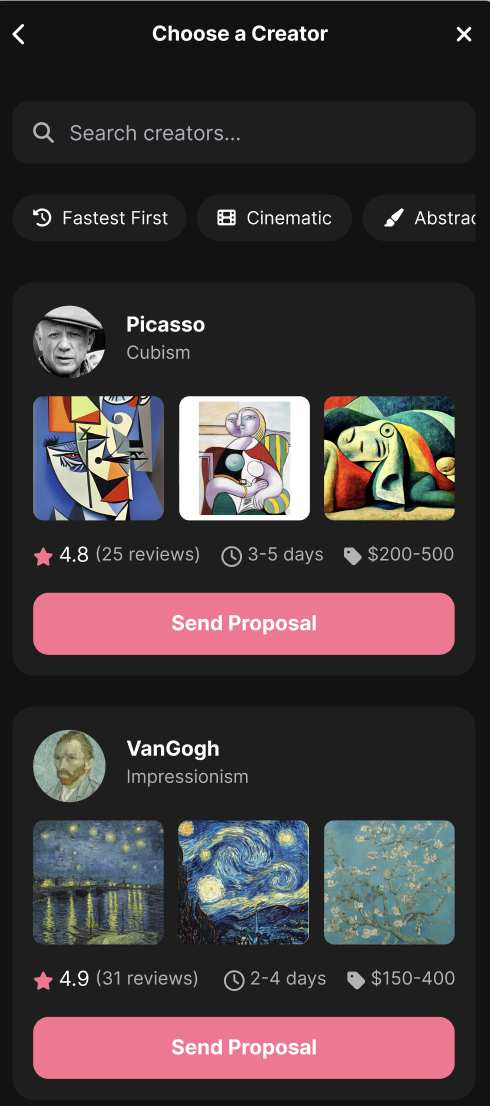 Choose a Creator
Search creators...
Fastest First
Cinematic
Abstrac
Picasso
Cubism
4.8 (25 reviews) 3-5 days $200-500
Send Proposal
VanGogh
Impressionism
4.9 (31 reviews) 2-4 days $150-400
Send Proposal